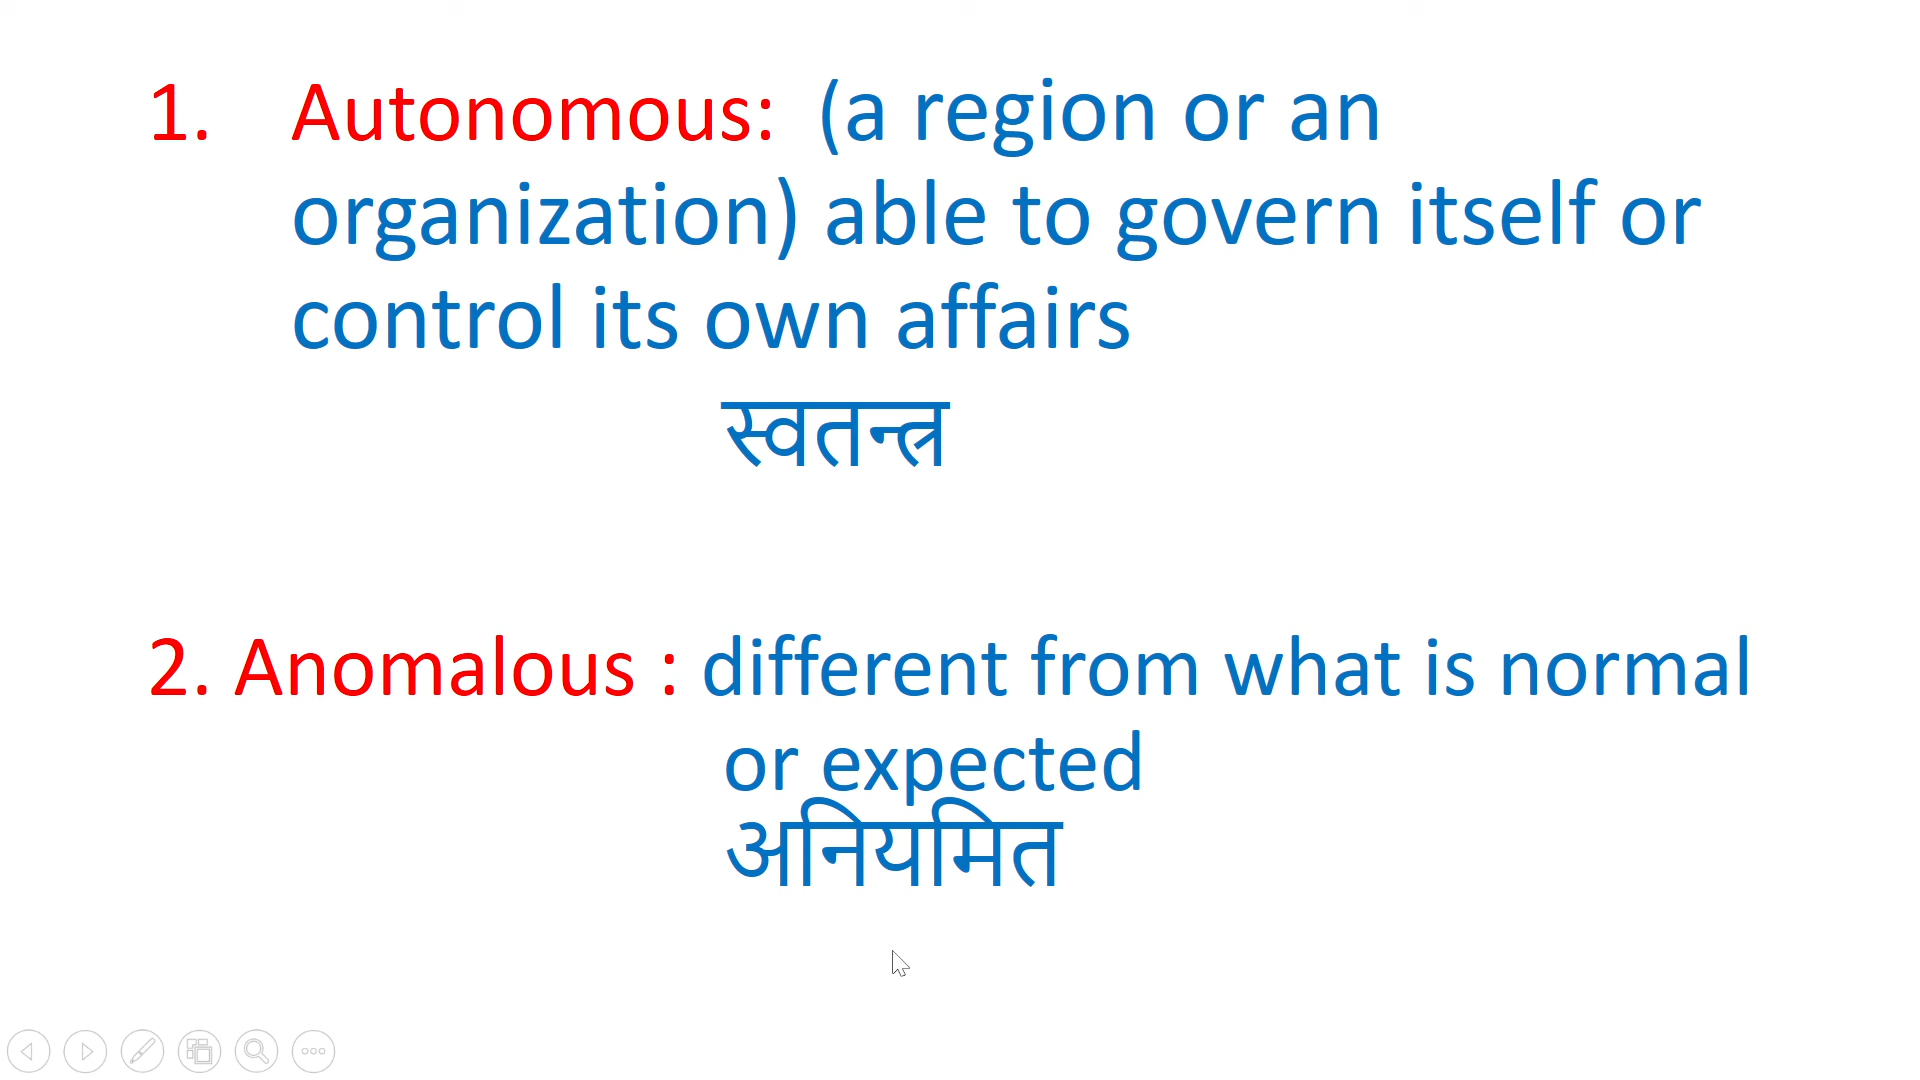 1. Autonomous: (a region or an
organization) able to govern itself or
control its own affairs
स्वतन्त्र
2. Anomalous : different from what is normal
or expected
अनियमित